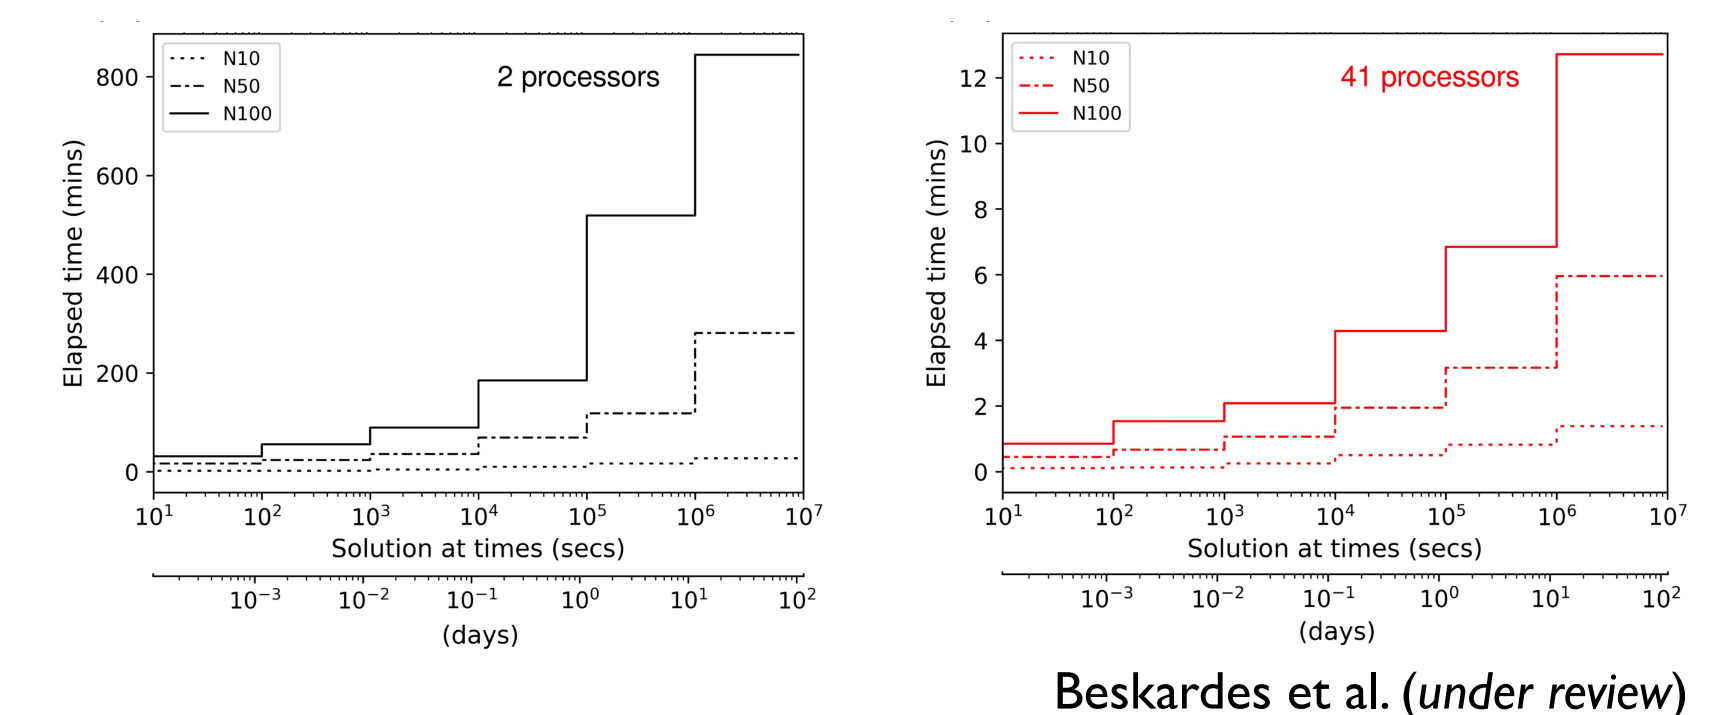 N10
N50
N100
2 processors
800
600
400
200
0
Elapsed time (mins)
10¹ 10² 10³ 10⁴ 10⁵ 10⁶ 10⁷
Solution at times (secs)
10⁻³ 10⁻² 10⁻¹ 10⁰ 10¹ 10²
(days)
N10
N50
N100
41 processors
12
10
8
6
4
2
0
Elapsed time (mins)
10¹ 10² 10³ 10⁴ 10⁵ 10⁶ 10⁷
Solution at times (secs)
10⁻³ 10⁻² 10⁻¹ 10⁰ 10¹ 10²
(days)
Beskardes et al. (under review)